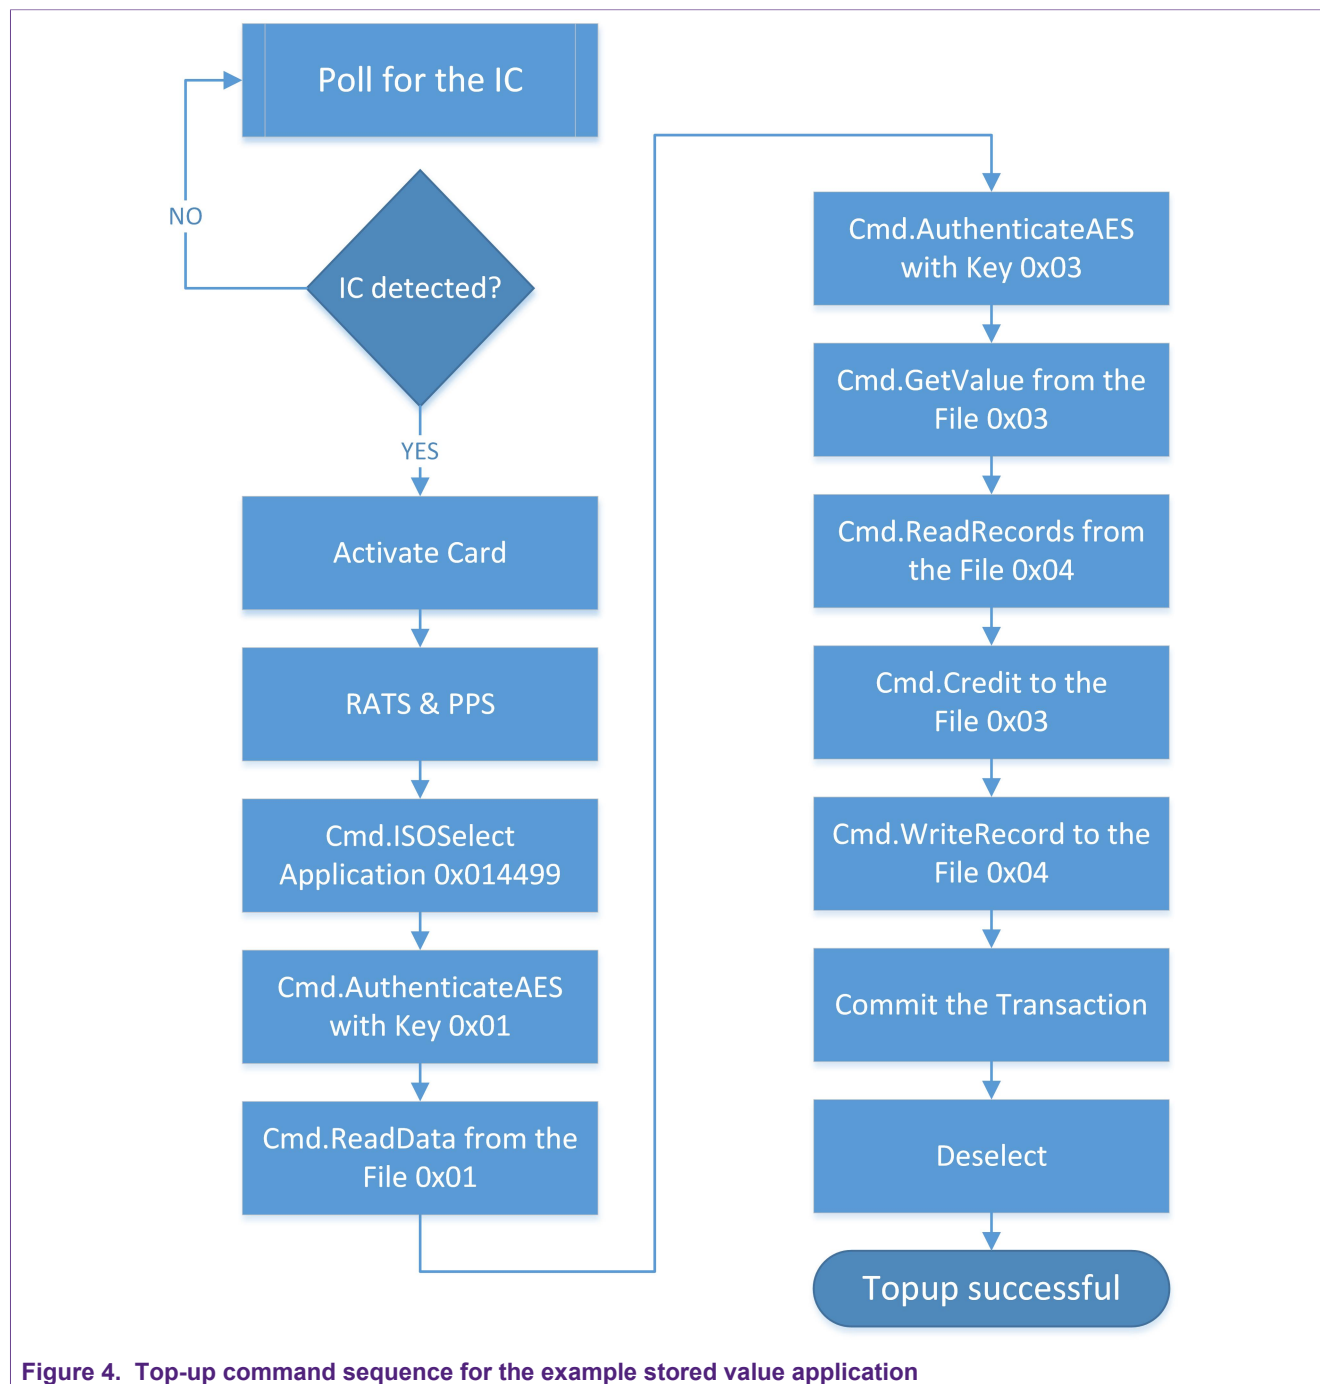 Poll for the IC
NO
IC detected?
YES
Activate Card
RATS & PPS
Cmd.ISOSelect
Application 0x014499
Cmd.AuthenticateAES
with Key 0x01
Cmd.ReadData from the
File 0x01
Cmd.AuthenticateAES
with Key 0x03
Cmd.GetValue from the
File 0x03
Cmd.ReadRecords from
the File 0x04
Cmd.Credit to the
File 0x03
Cmd.WriteRecord to the
File 0x04
Commit the Transaction
Deselect
Topup successful
Figure 4. Top-up command sequence for the example stored value application